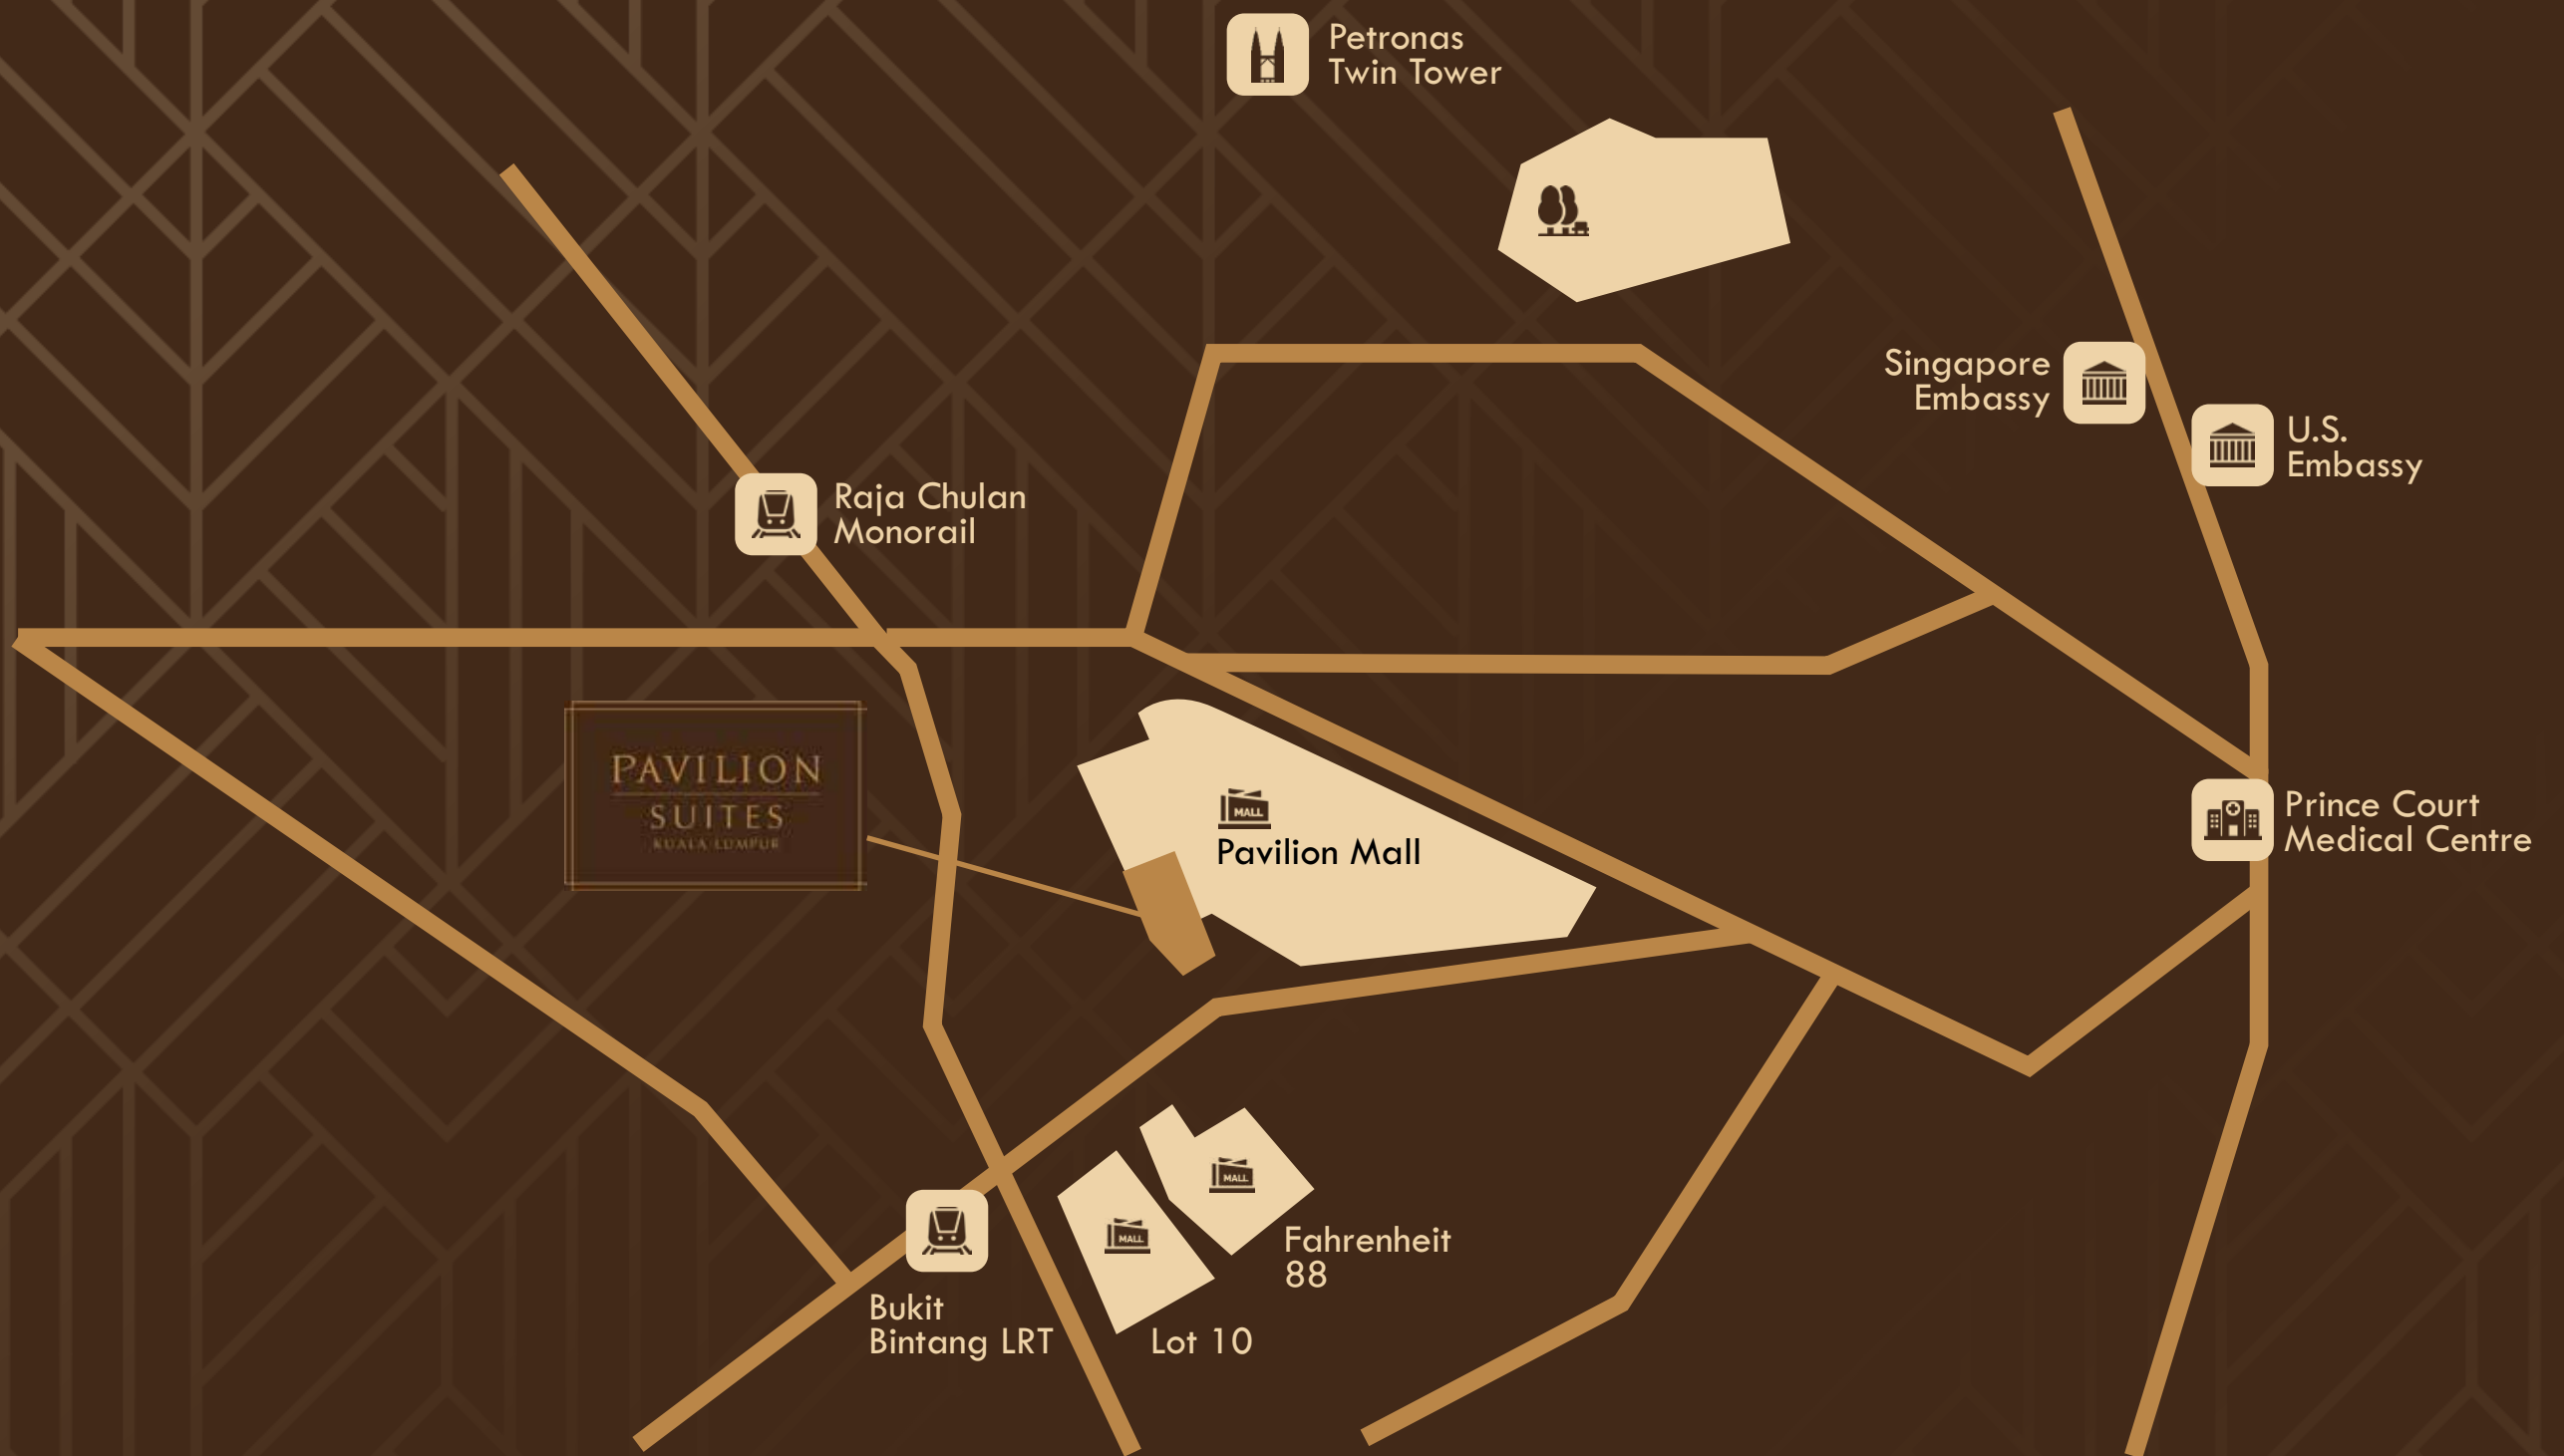 Petronas
Twin Tower
Singapore
Embassy
U.S.
Embassy
Raja Chulan
Monorail
PAVILION
SUITES
KUALA LUMPUR
MALL
Pavilion Mall
Prince Court
Medical Centre
MALL
MALL
Fahrenheit
88
Bukit
Bintang LRT
Lot 10